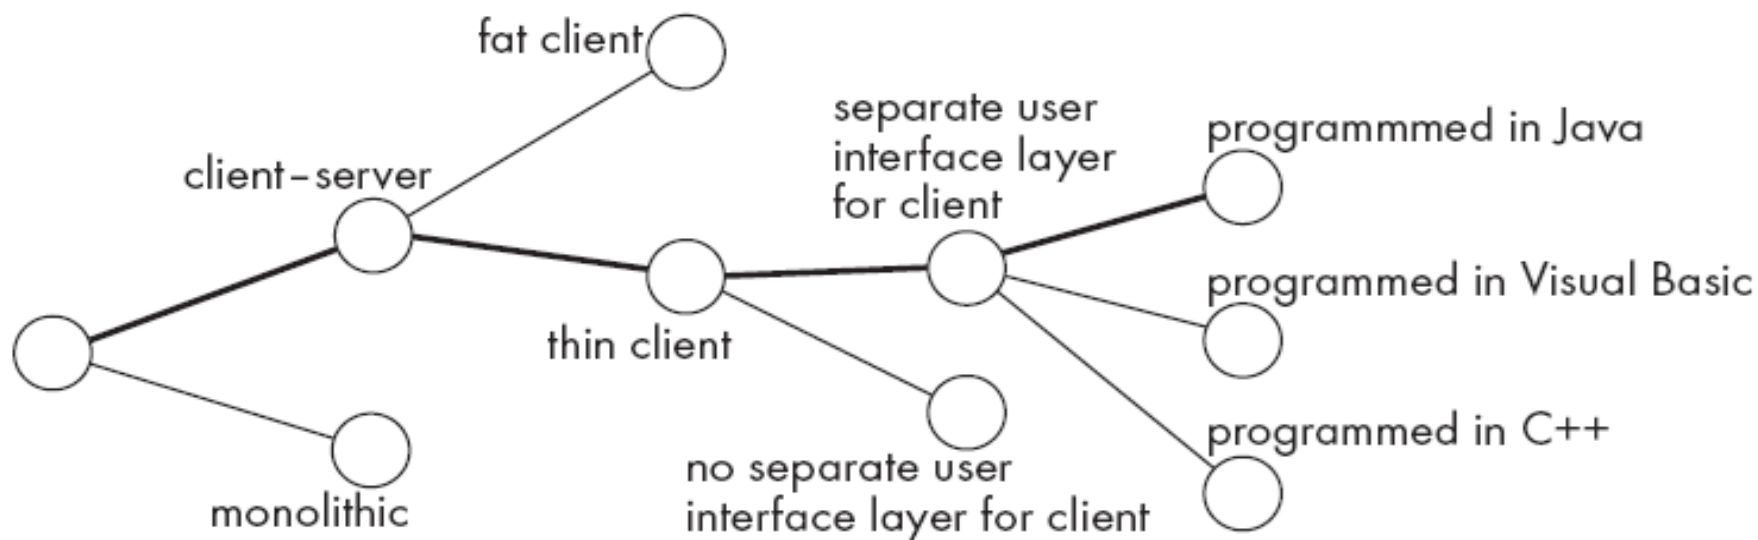 fat client
separate user
interface layer
for client
programmmed in Java
client-server
programmed in Visual Basic
thin client
programmed in C++
no separate user
interface layer for client
monolithic